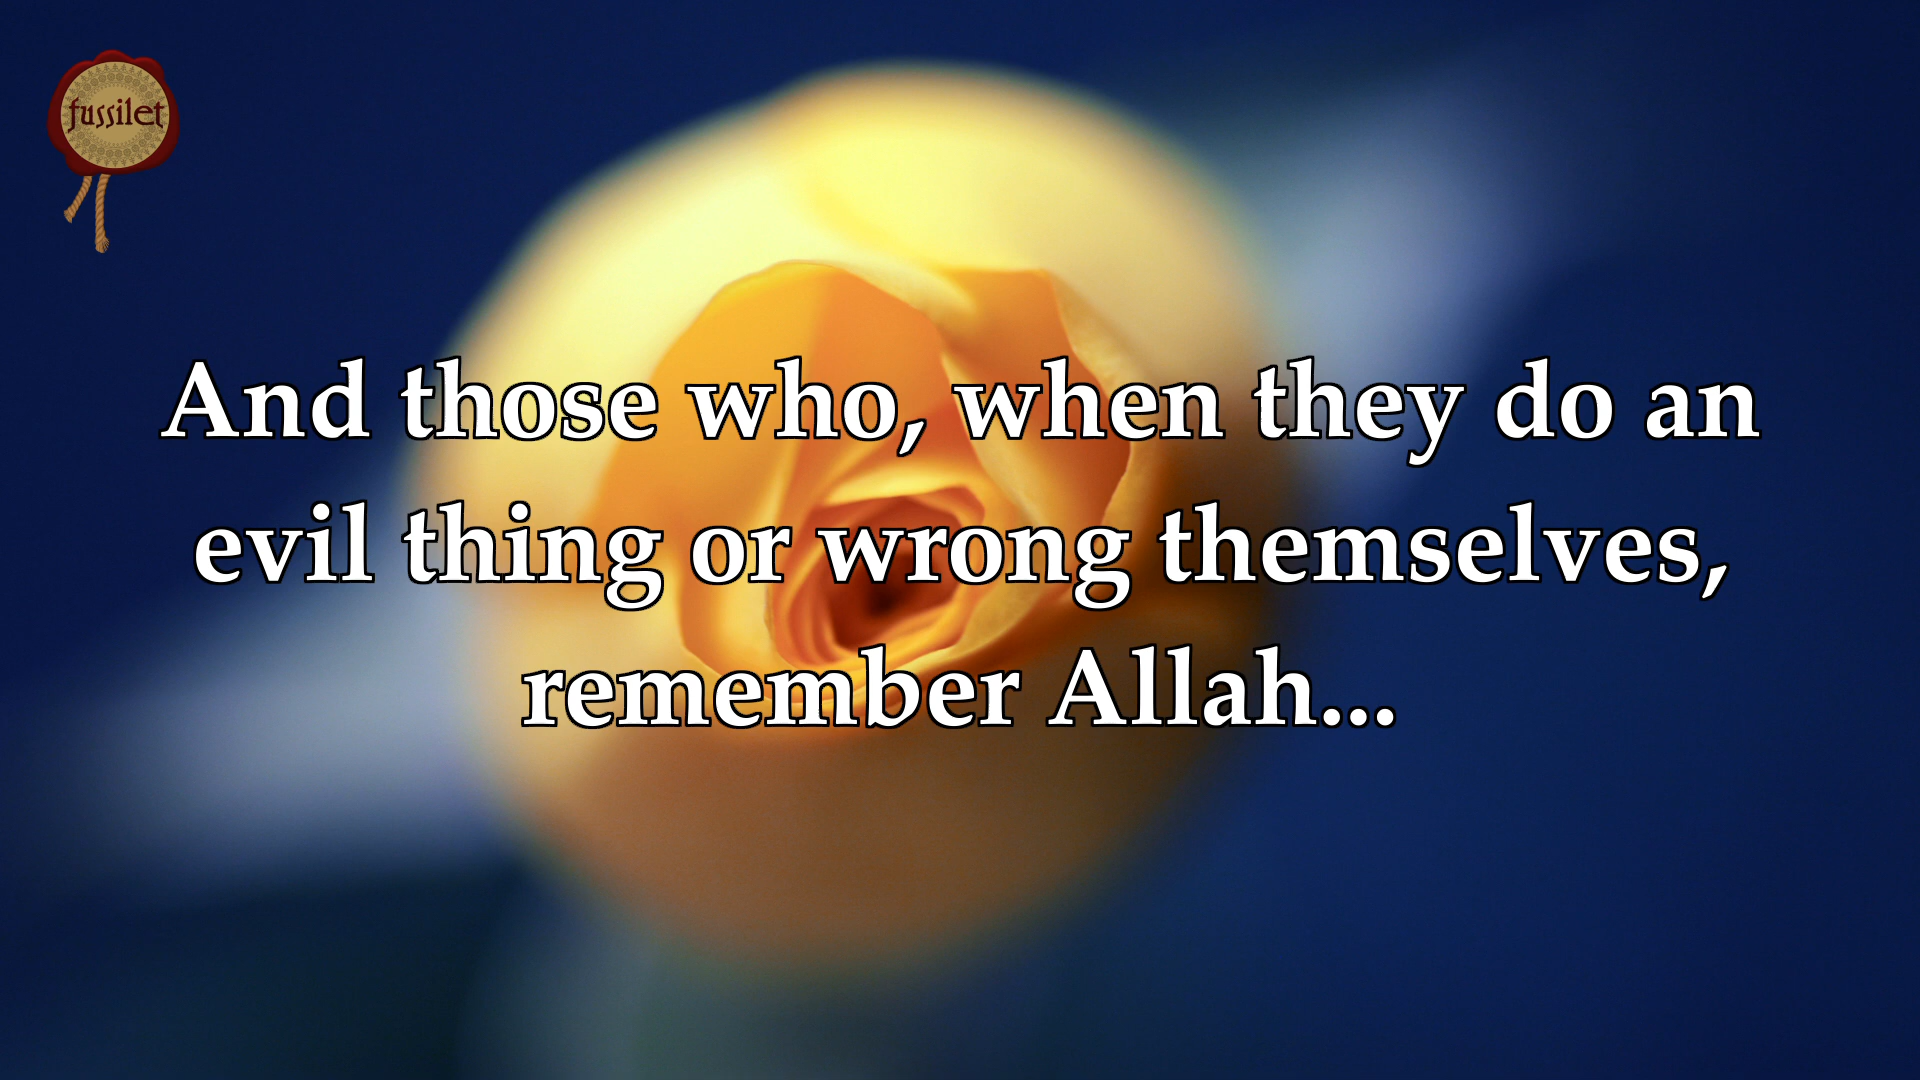 fussilet
And those who, when they do an
evil thing or wrong themselves,
remember Allah...